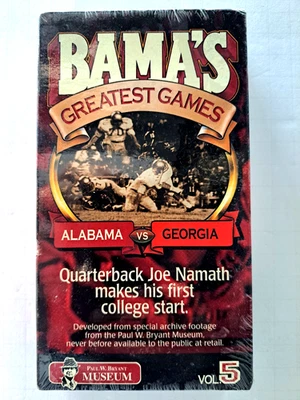 BAMA'S
GREATEST GAMES
ALABAMA VS GEORGIA
Quarterback Joe Namath
makes his first
college start.
Developed from special archive footage
from the Paul W. Bryant Museum,
never before available to the public at retail.
PAUL W. BRYANT
MUSEUM
VOL. 5